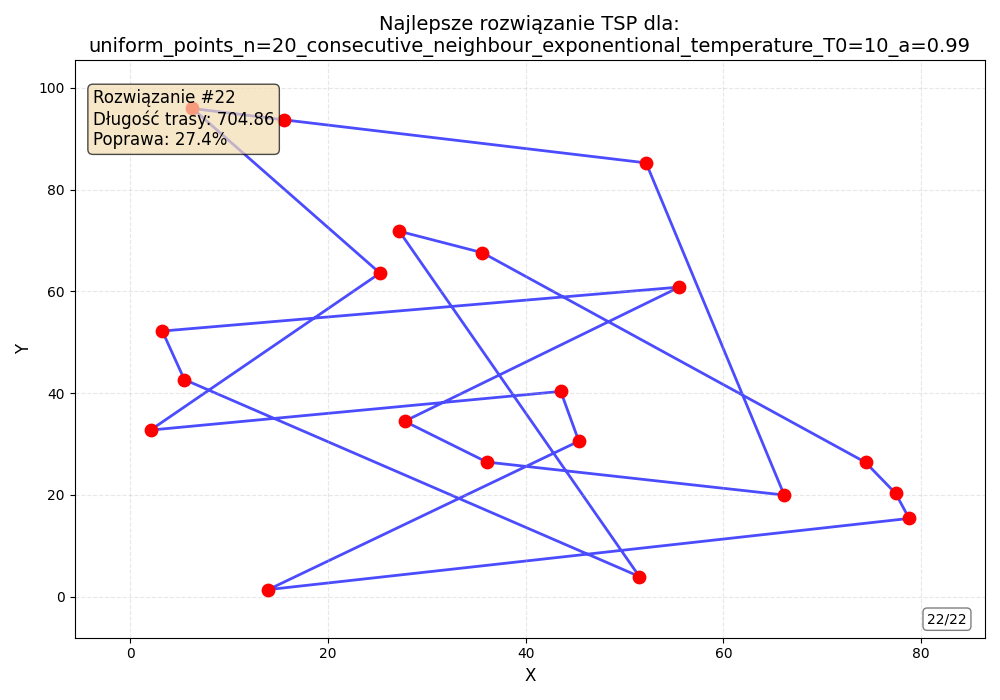 Najlepsze rozwiązanie TSP dla:
uniform_points_n=20_consecutive_neighbour_exponentional_temperature_T0=10_a=0.99
Rozwiązanie #22
Długość trasy: 704.86
Poprawa: 27.4%
100
80
60
40
20
0
Y
22/22
0
20
40
60
80
X